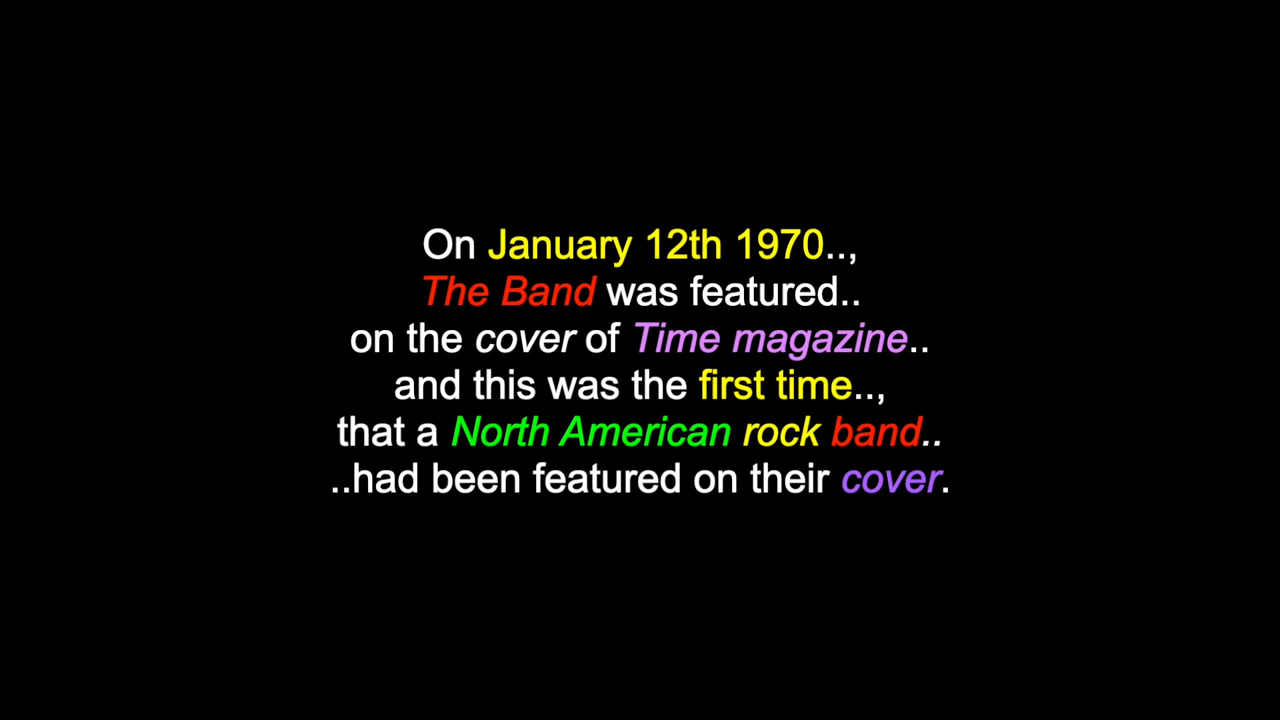 On January 12th 1970..,
The Band was featured..
on the cover of Time magazine..
and this was the first time..,
that a North American rock band..
..had been featured on their cover.